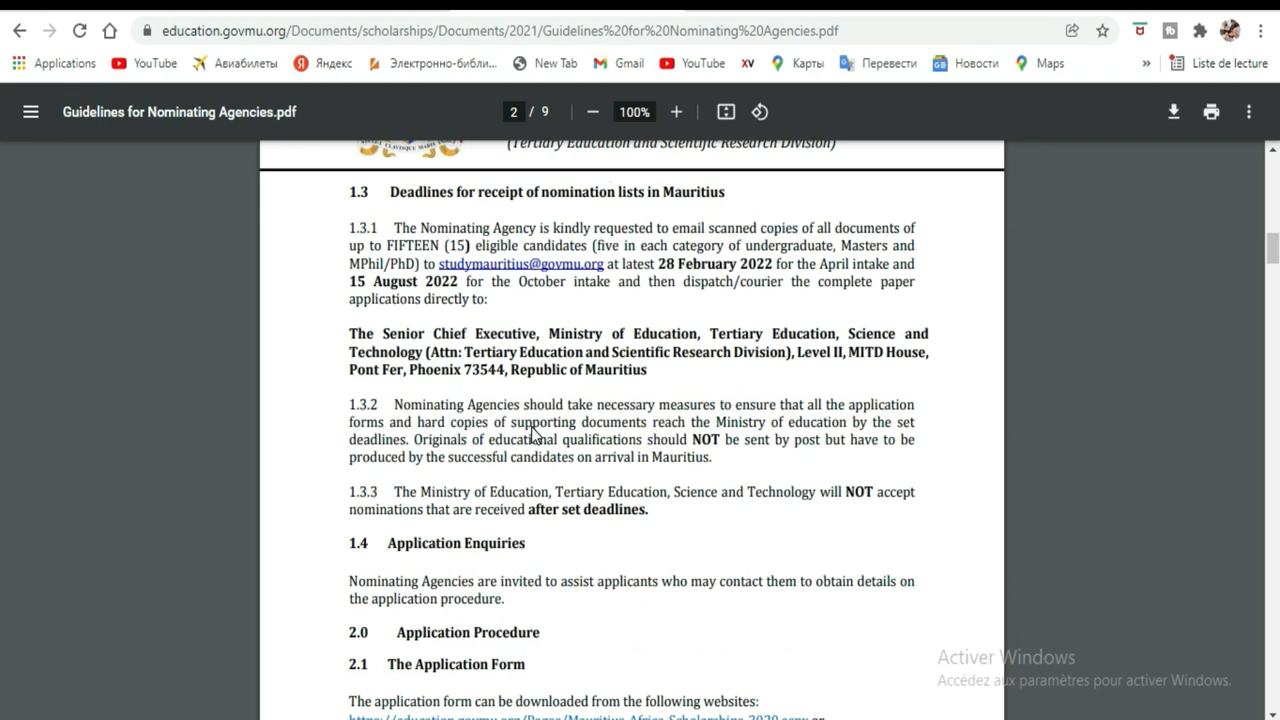 education.govmu.org/Documents/scholarships/Documents/2021/Guidelines%20for%20Nominating%20Agencies.pdf
Applications YouTube Авиабилеты Яндекс Электронно-библи... New Tab Gmail YouTube XV Карты Перевести Новости Maps » Liste de lecture
Guidelines for Nominating Agencies.pdf 2 / 9 100%
(Tertiary Education and Scientific Research Division)
1.3 Deadlines for receipt of nomination lists in Mauritius
1.3.1 The Nominating Agency is kindly requested to email scanned copies of all documents of
up to FIFTEEN (15) eligible candidates (five in each category of undergraduate, Masters and
MPhil/PhD) to studymauritius@govmu.org at latest 28 February 2022 for the April intake and
15 August 2022 for the October intake and then dispatch/courier the complete paper
applications directly to:
The Senior Chief Executive, Ministry of Education, Tertiary Education, Science and
Technology (Attn: Tertiary Education and Scientific Research Division), Level II, MITD House,
Pont Fer, Phoenix 73544, Republic of Mauritius
1.3.2 Nominating Agencies should take necessary measures to ensure that all the application
forms and hard copies of supporting documents reach the Ministry of education by the set
deadlines. Originals of educational qualifications should NOT be sent by post but have to be
produced by the successful candidates on arrival in Mauritius.
1.3.3 The Ministry of Education, Tertiary Education, Science and Technology will NOT accept
nominations that are received after set deadlines.
1.4 Application Enquiries
Nominating Agencies are invited to assist applicants who may contact them to obtain details on
the application procedure.
2.0 Application Procedure
2.1 The Application Form
Activer Windows
Accédez aux paramètres pour activer Windows.
The application form can be downloaded from the following websites:
https://education.govmu.org/Pages/Mauritius-Africa-Scholarships-2020.aspx or